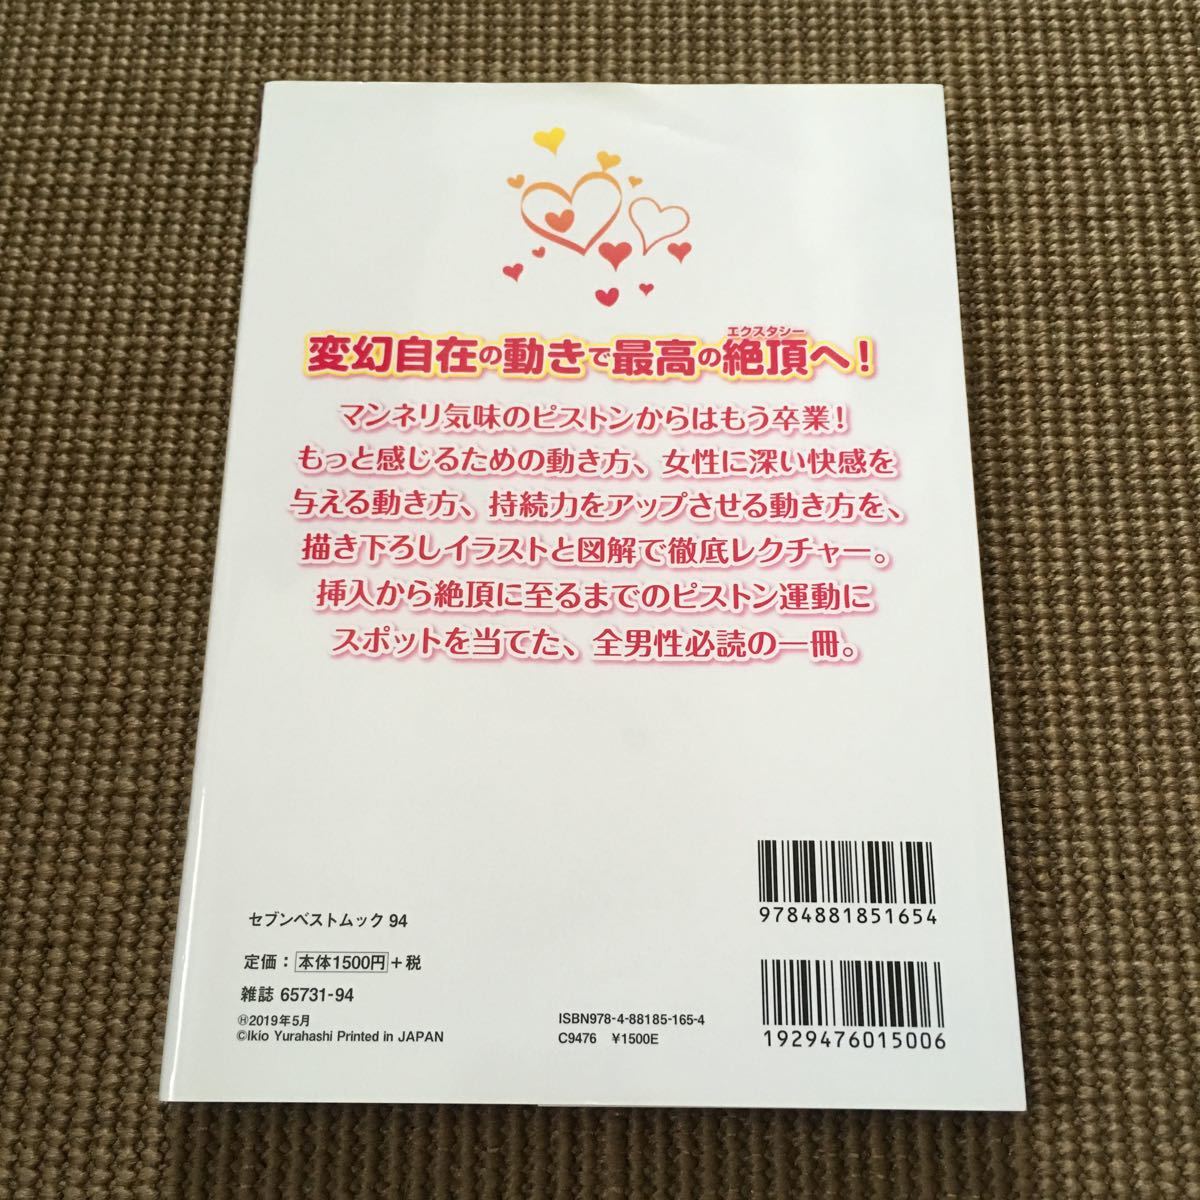 エクスタシー
変幻自在の動きで最高の絶頂へ!
マンネリ気味のピストンからはもう卒業!
もっと感じるための動き方、女性に深い快感を
与える動き方、持続力をアップさせる動き方を、
描き下ろしイラストと図解で徹底レクチャー。
挿入から絶頂に至るまでのピストン運動に
スポットを当てた、全男性必読の一冊。
9784881851654
セブンベストムック 94
定価:本体1500円+税
雑誌 65731-94
Ⓗ2019年5月
©Ikio Yurahashi Printed in JAPAN
ISBN978-4-88185-165-4
C9476 ¥1500E
1929476015006